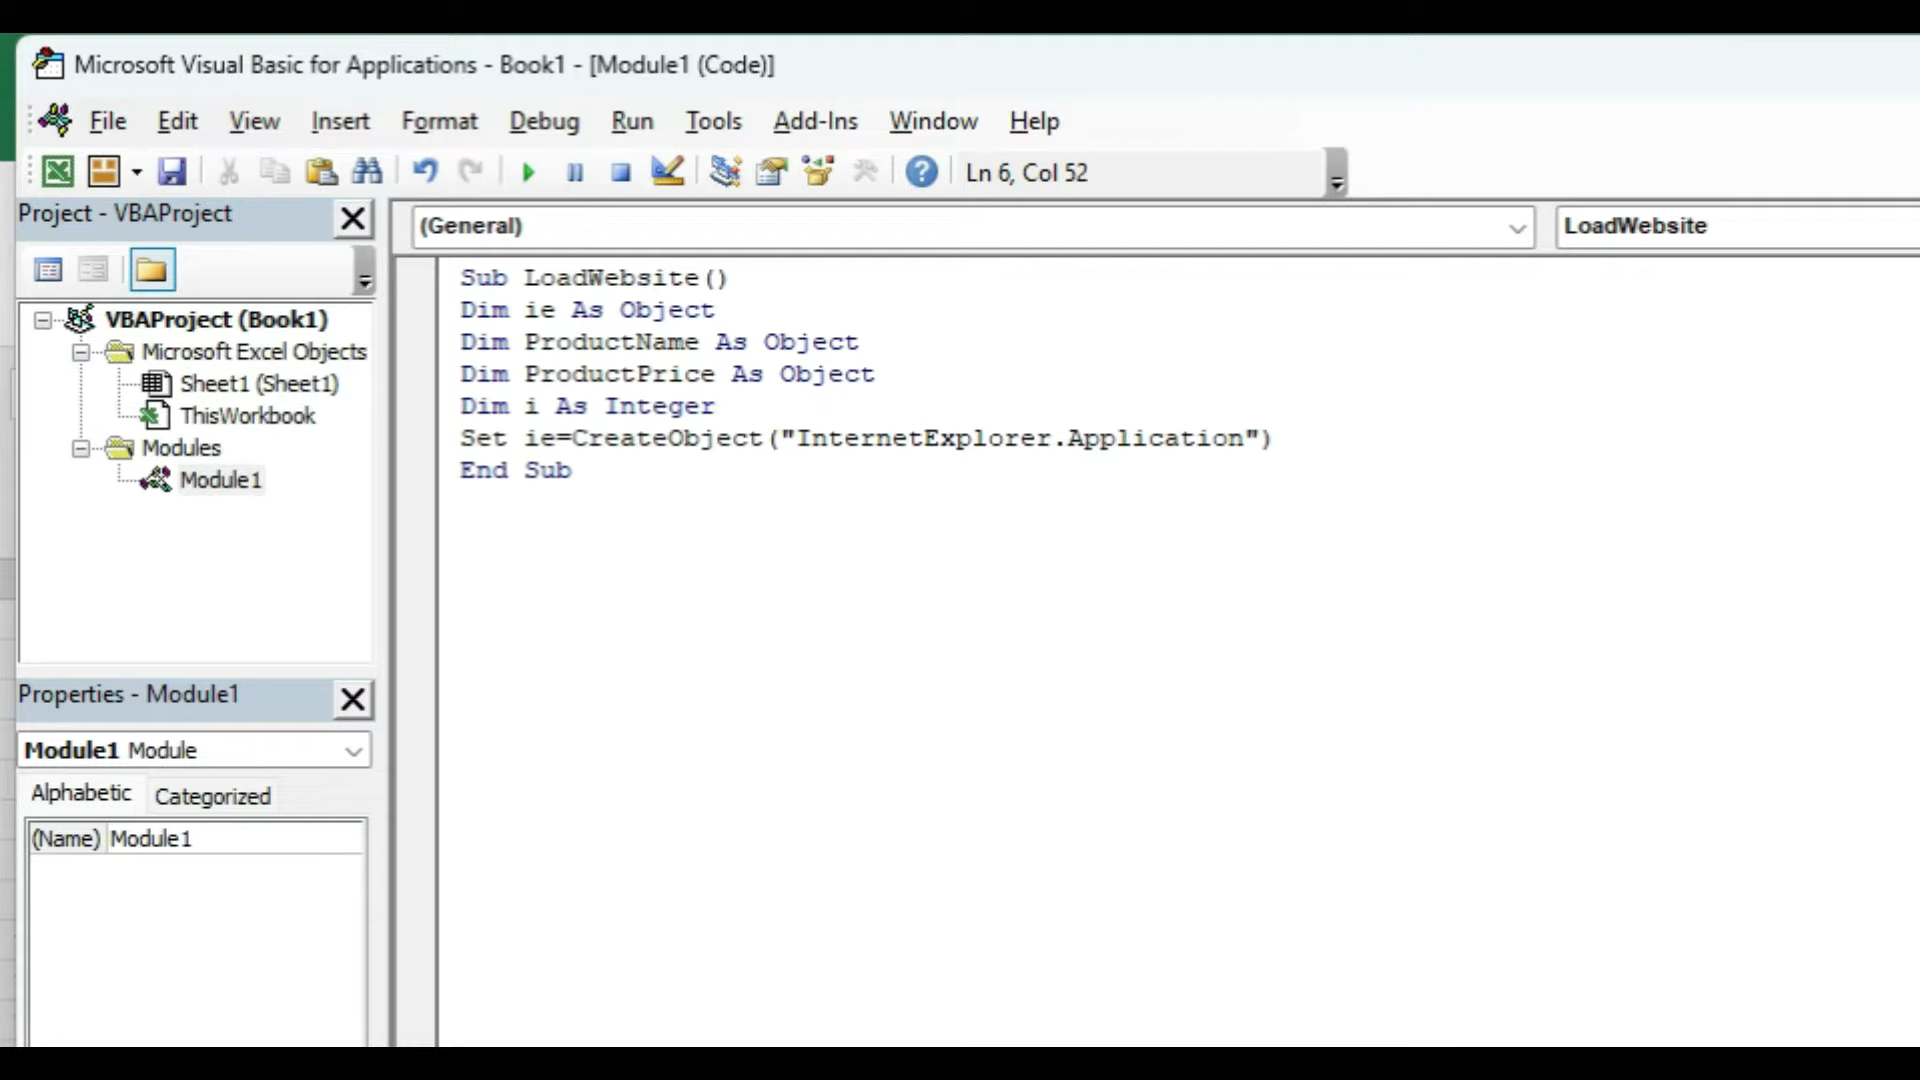 Microsoft Visual Basic for Applications - Book1 - [Module1 (Code)]
File Edit View Insert Format Debug Run Tools Add-Ins Window Help
Ln 6, Col 52
Project - VBAProject
(General)
LoadWebsite
VBAProject (Book1)
Microsoft Excel Objects
Sheet1 (Sheet1)
ThisWorkbook
Modules
Module1
Sub LoadWebsite()
Dim ie As Object
Dim ProductName As Object
Dim ProductPrice As Object
Dim i As Integer
Set ie=CreateObject("InternetExplorer.Application")
End Sub
Properties - Module1
Module1 Module
Alphabetic Categorized
(Name) Module1